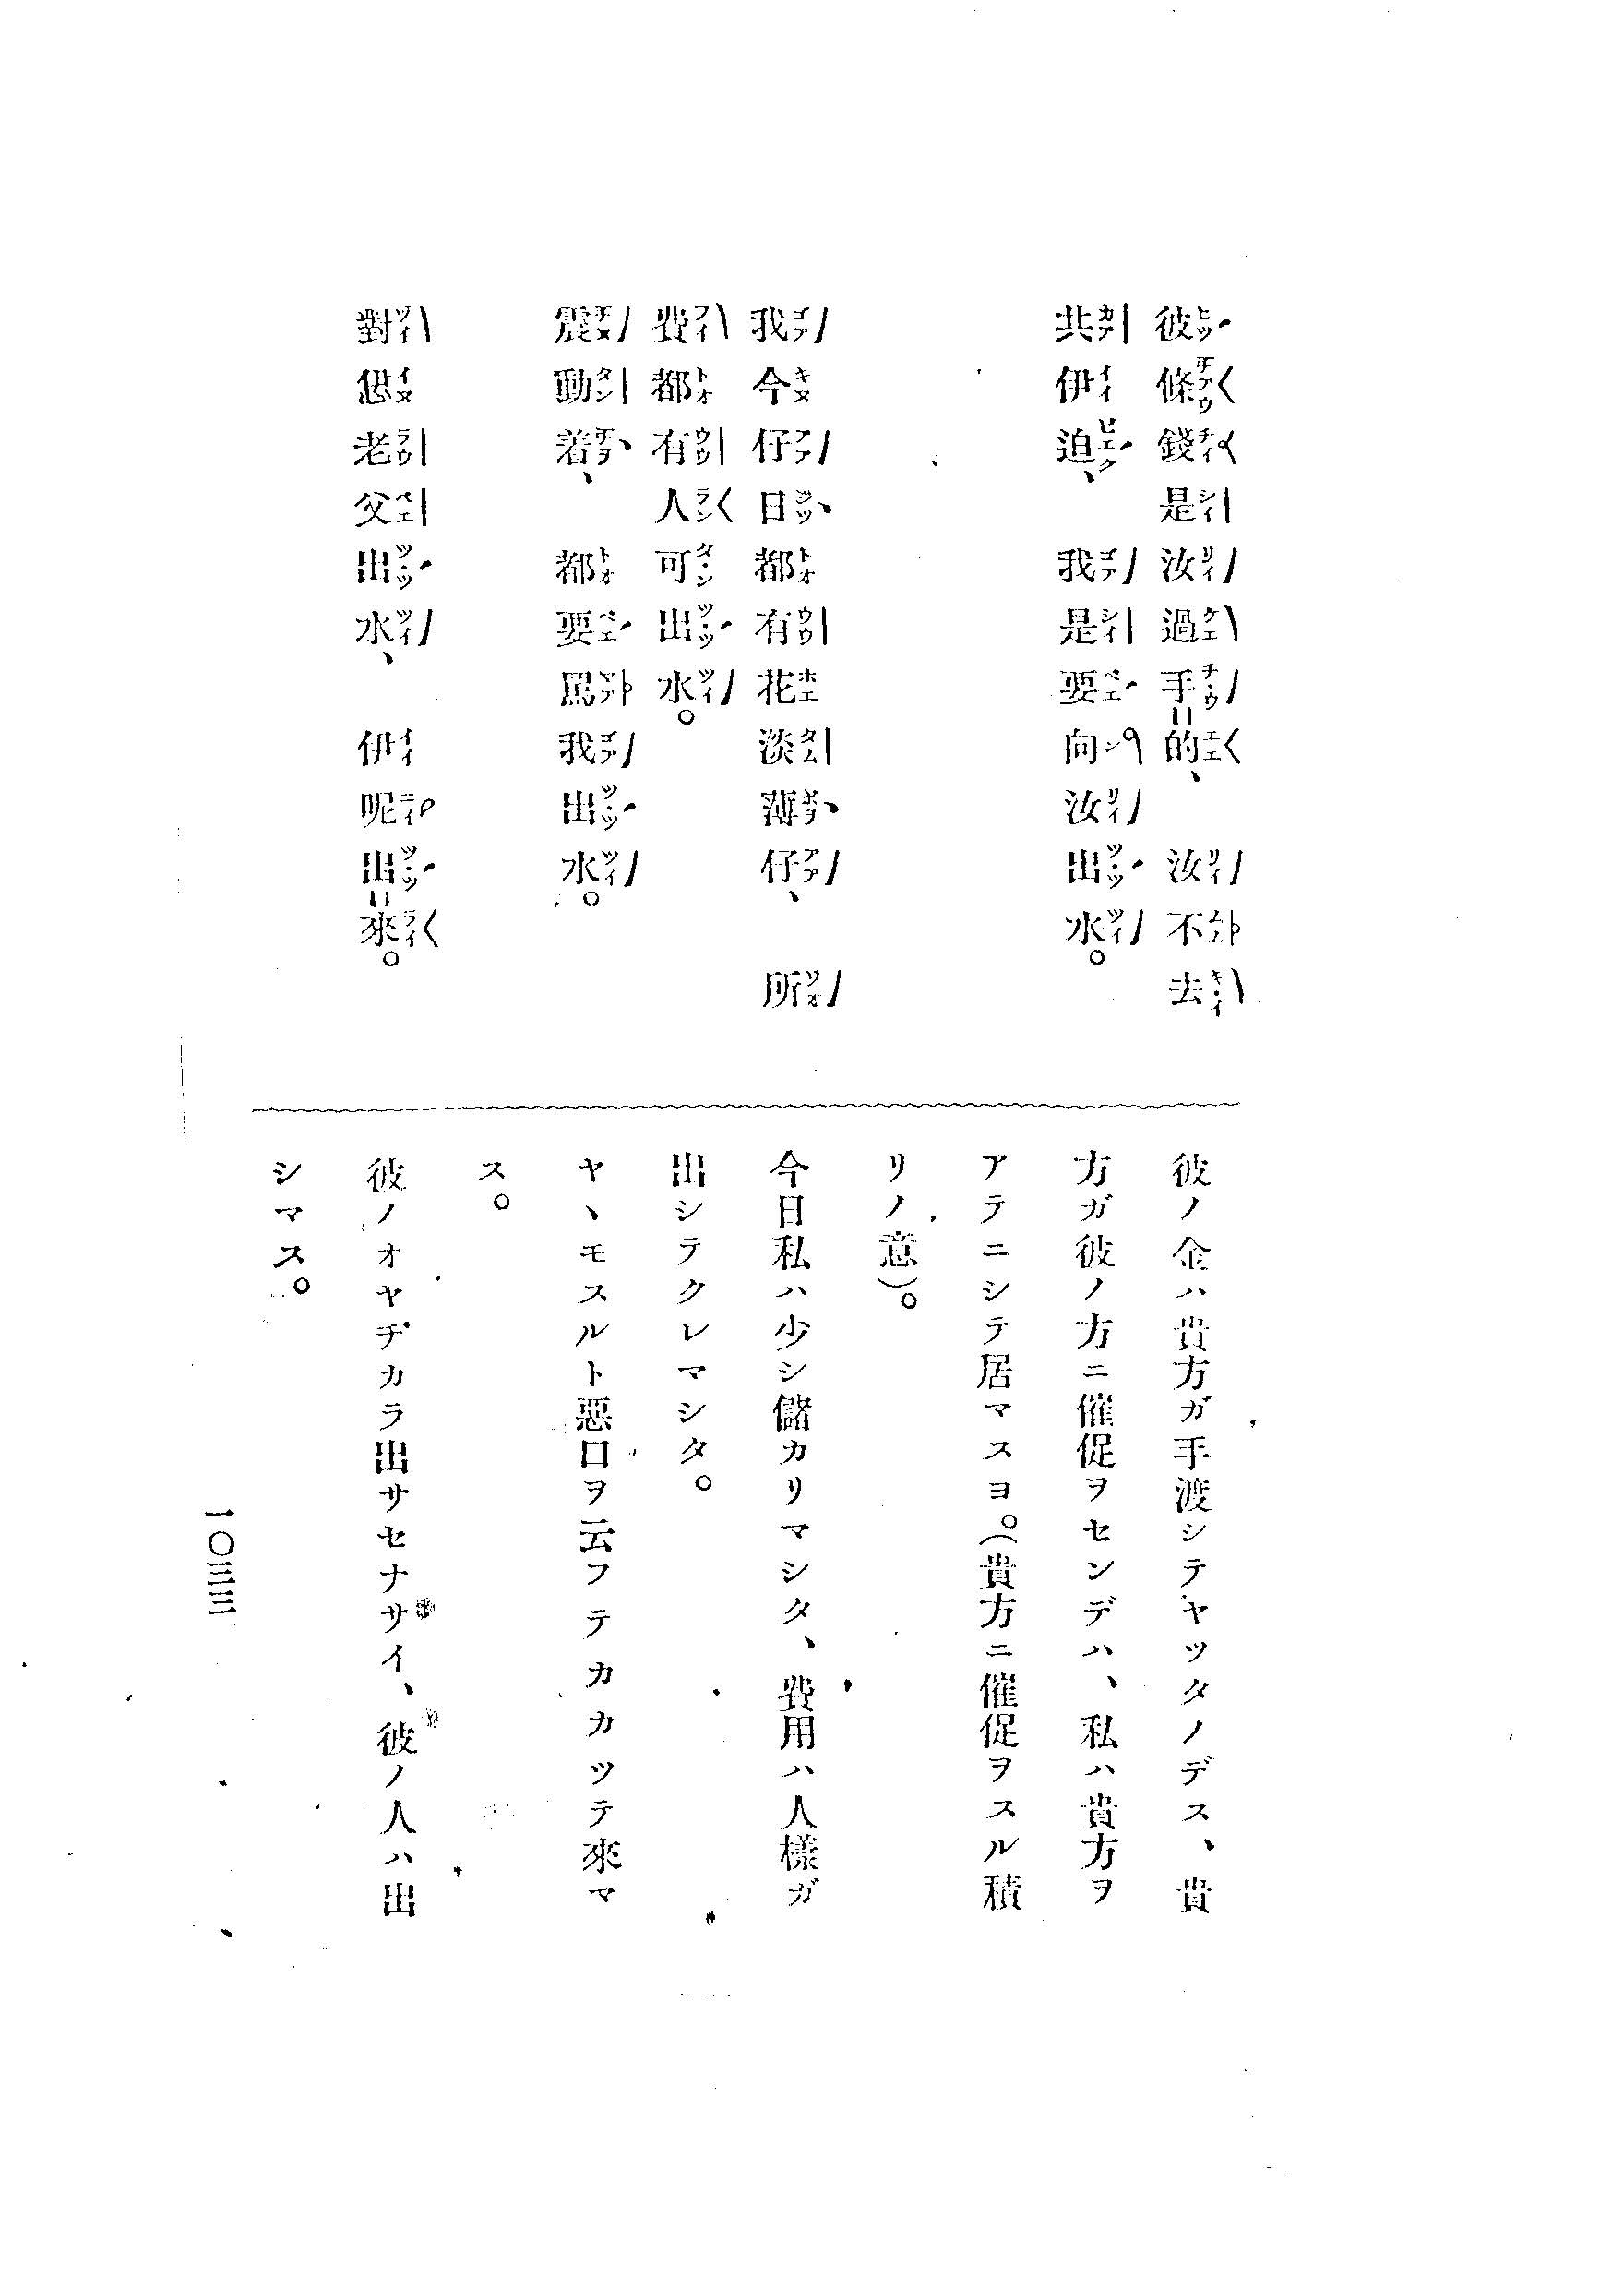 彼條錢是汝過手=的、汝不去
共伊迫、我是要向汝出水。
我今仔日都有花淡薄仔、所
費都有人可出水。
震動着、都要罵我出水。
對怹老父出水、伊呢出=來。
彼ノ金ハ貴方ガ手渡シテヤッタノデス、貴
方ガ彼ノ方ニ催促ヲセンデハ、私ハ貴方ヲ
アテニシテ居マスヨ。(貴方ニ催促ヲスル積
リノ意)。
今日私ハ少シ儲カリマシタ、費用ハ人樣ガ
出シテクレマシタ。
ヤヽモスルト惡口ヲ云フテカカツテ來マ
ス。
彼ノオヤヂカラ出サセナサイ、彼ノ人ハ出
シマス。
一〇三三